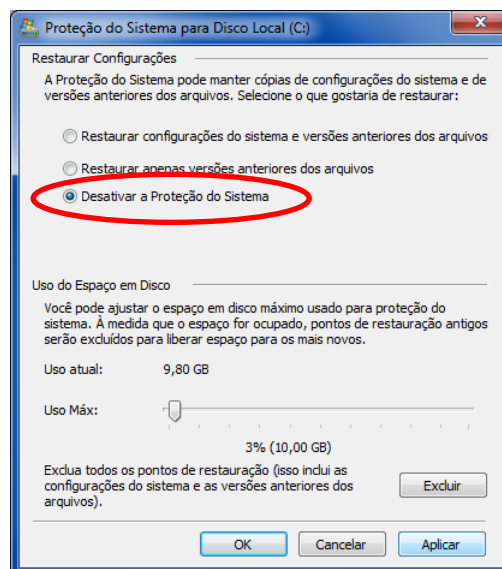 Proteção do Sistema para Disco Local (C:)
Restaurar Configurações
A Proteção do Sistema pode manter cópias de configurações do sistema e de
versões anteriores dos arquivos. Selecione o que gostaria de restaurar:
Restaurar configurações do sistema e versões anteriores dos arquivos
Restaurar apenas versões anteriores dos arquivos
Desativar a Proteção do Sistema
Uso do Espaço em Disco
Você pode ajustar o espaço em disco máximo usado para proteção do
sistema. À medida que o espaço for ocupado, pontos de restauração antigos
serão excluídos para liberar espaço para os mais novos.
Uso atual: 9,80 GB
Uso Máx:
3% (10,00 GB)
Exclua todos os pontos de restauração (isso inclui as
configurações do sistema e as versões anteriores dos
arquivos).
Excluir
OK Cancelar Aplicar